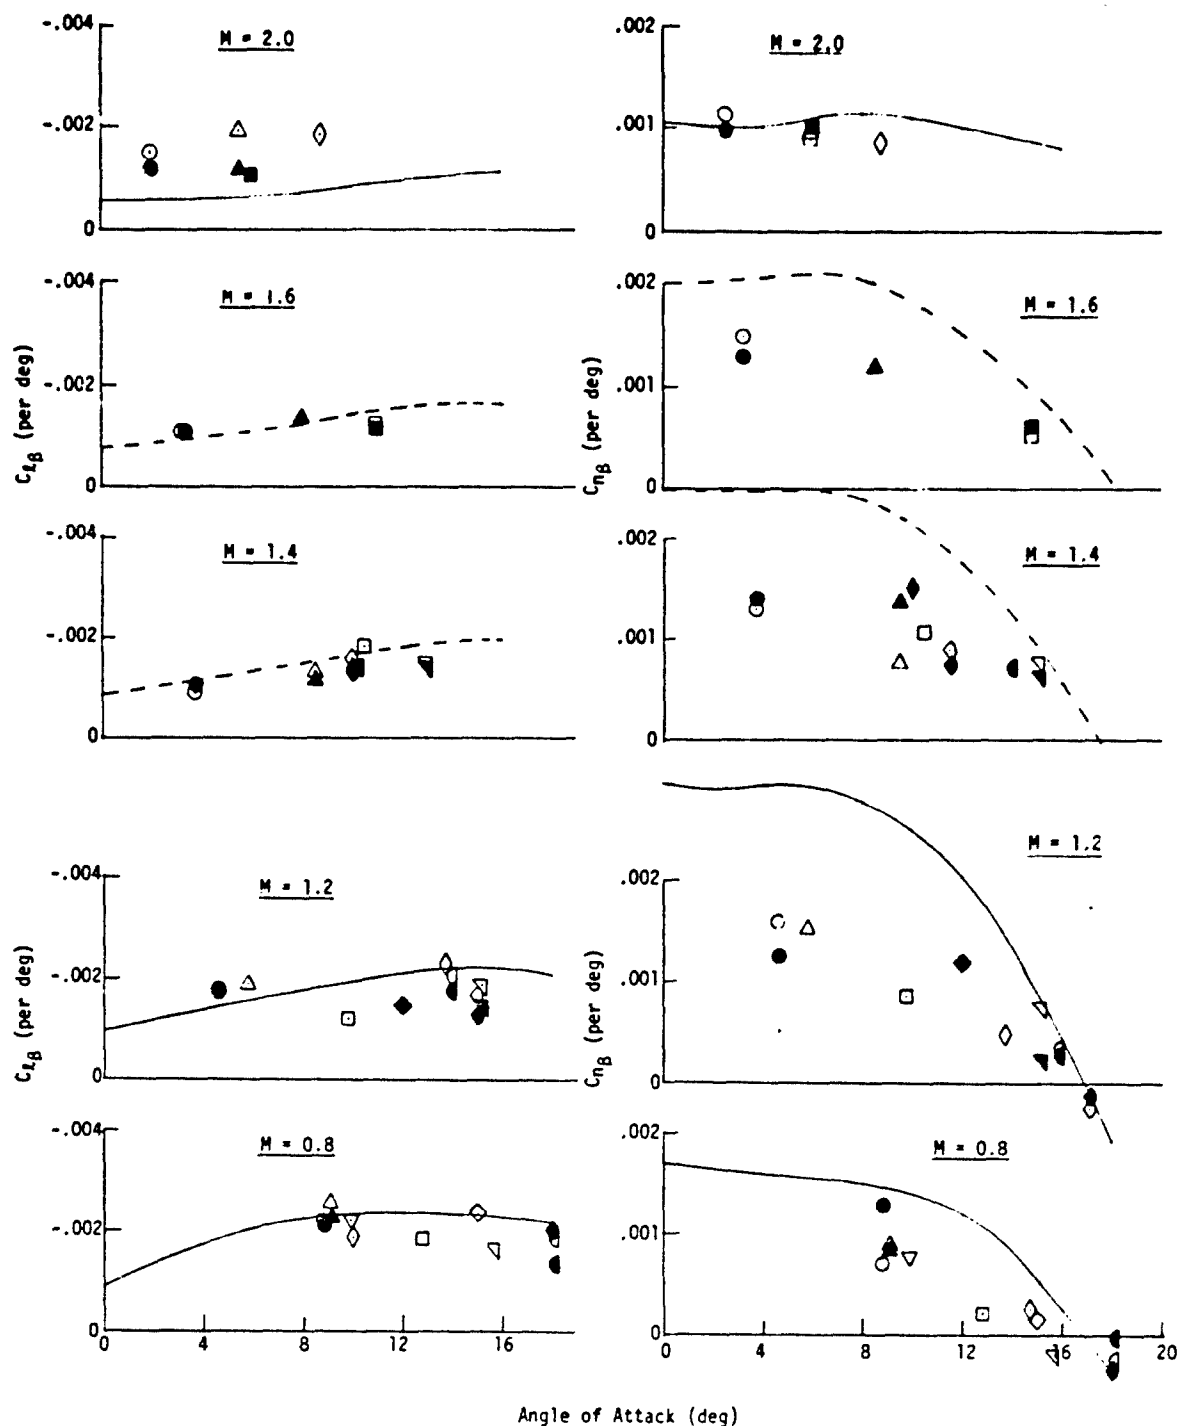 -.004
M = 2.0
-.002
0
.002
M = 2.0
.001
0
-.004
M = 1.6
-.002
0
.002
M = 1.6
.001
0
C_lβ (per deg)
C_nβ (per deg)
-.004
M = 1.4
-.002
0
.002
M = 1.4
.001
0
-.004
M = 1.2
-.002
0
.002
M = 1.2
.001
0
C_lβ (per deg)
C_nβ (per deg)
-.004
M = 0.8
-.002
0
.002
M = 0.8
.001
0
0 4 8 12 16
0 4 8 12 16 20
Angle of Attack (deg)